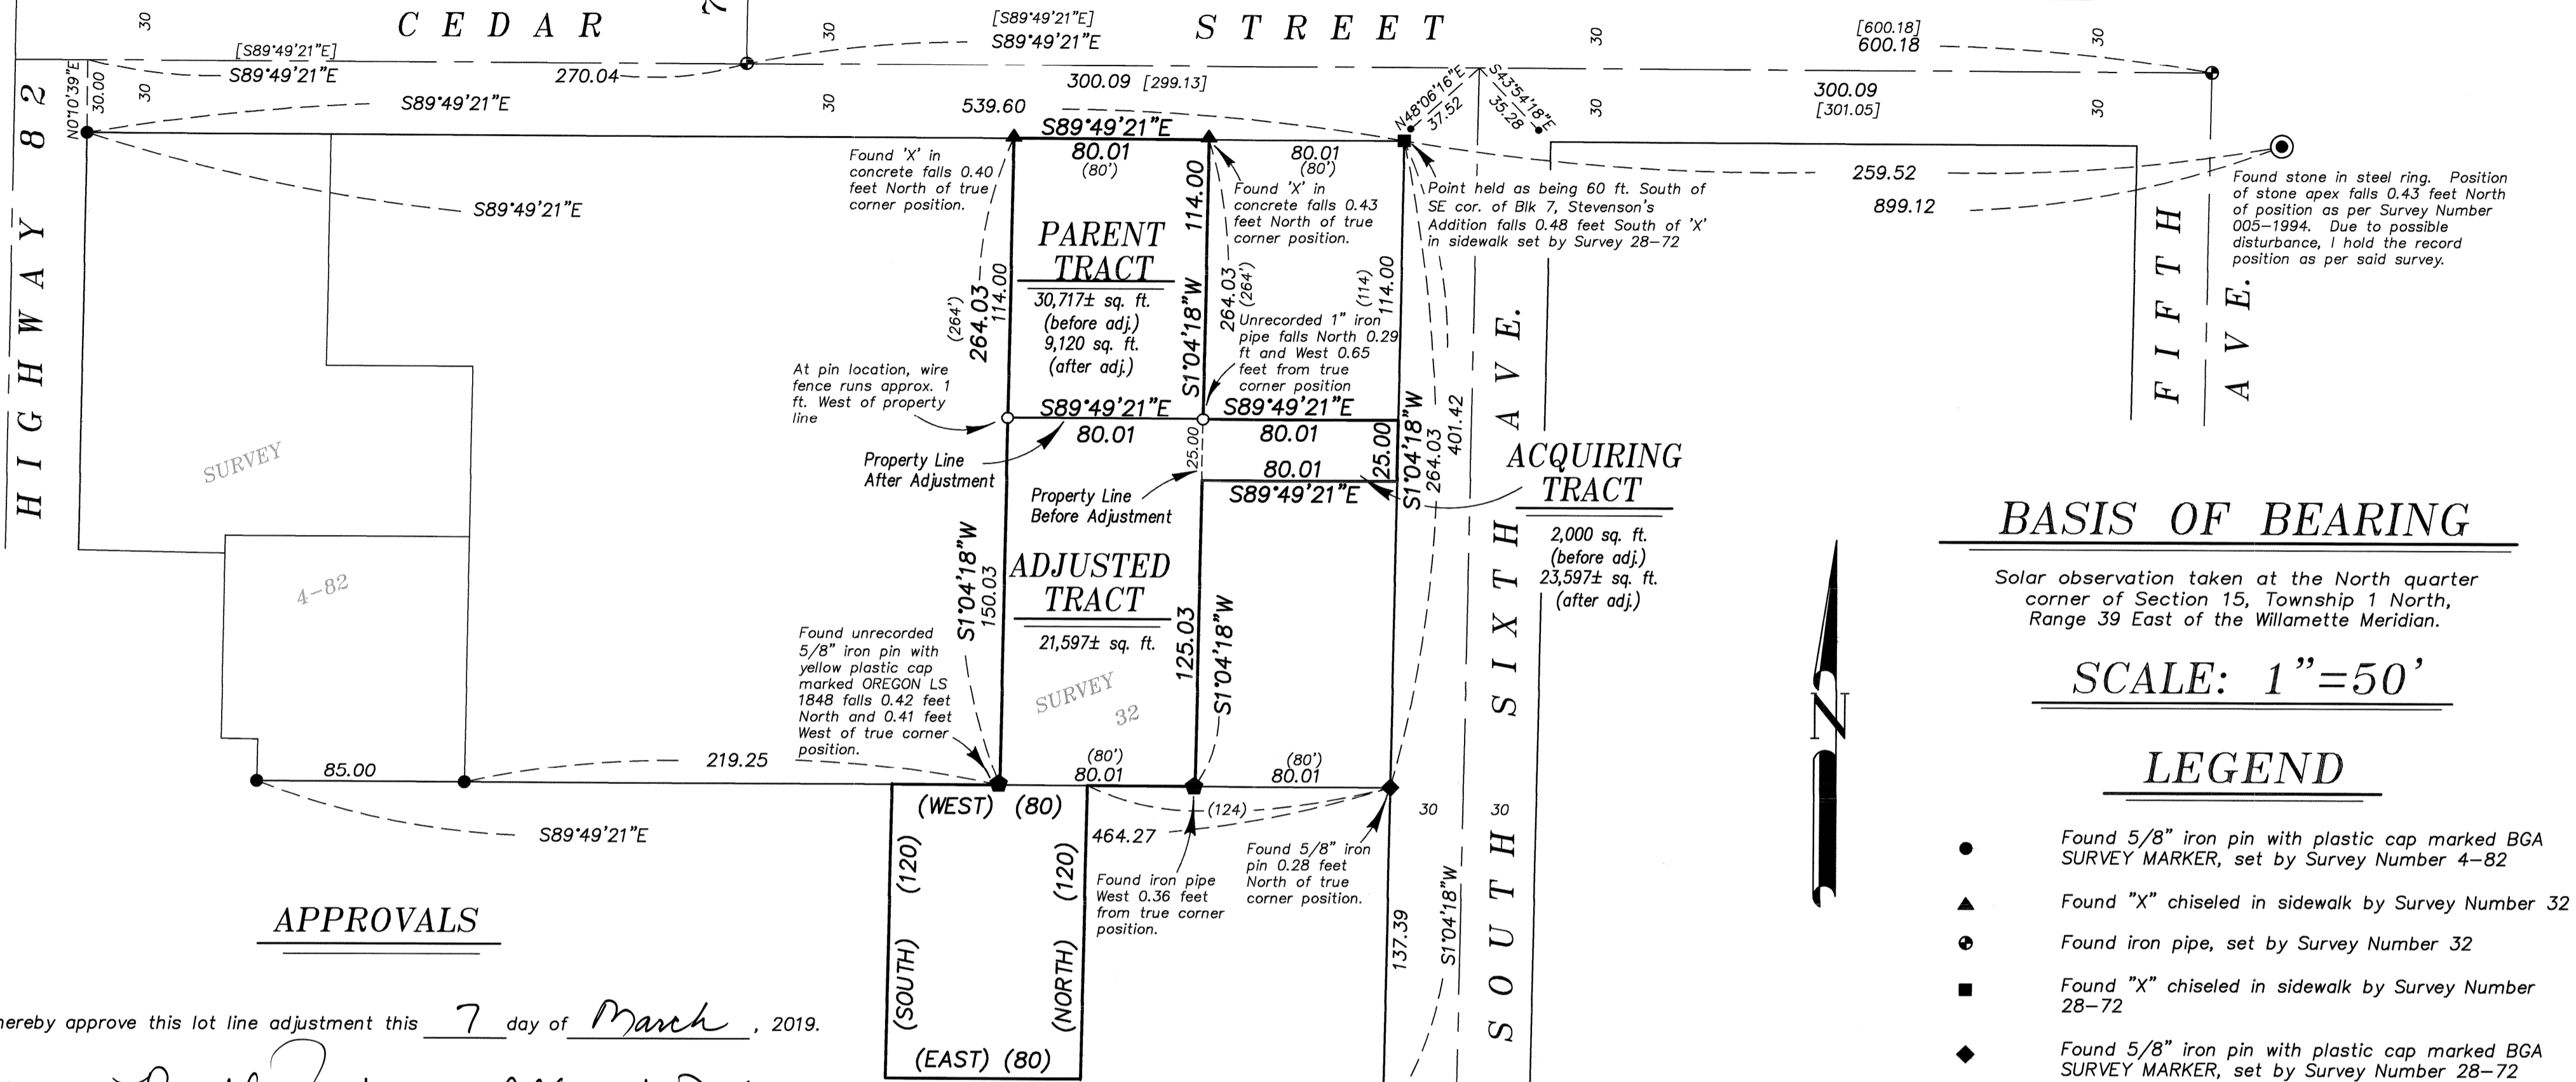 CEDAR STREET
30
30
30
30
30
30
30
30
[S89°49'21"E]
S89°49'21"E
270.04
[S89°49'21"E]
S89°49'21"E
300.09 [299.13]
[600.18]
600.18
300.09
[301.05]
N0°10'39"E
30.00
S89°49'21"E
539.60
N48°06'16"E
37.52
S43°54'18"E
35.28
S89°49'21"E
S89°49'21"E
80.01
(80')
80.01
(80')
259.52
899.12
HIGHWAY 82
Found 'X' in
concrete falls 0.40
feet North of true
corner position.
Found 'X' in
concrete falls 0.43
feet North of true
corner position.
Point held as being 60 ft. South of
SE cor. of Blk 7, Stevenson's
Addition falls 0.48 feet South of 'X'
in sidewalk set by Survey 28-72
Found stone in steel ring. Position
of stone apex falls 0.43 feet North
of position as per Survey Number
005-1994. Due to possible
disturbance, I hold the record
position as per said survey.
FIFTH
AVE.
PARENT
TRACT
30,717± sq. ft.
(before adj.)
9,120 sq. ft.
(after adj.)
(264')
264.03
114.00
114.00
S1°04'18"W
264.03
(264')
(114)
114.00
Unrecorded 1" iron
pipe falls North 0.29
ft and West 0.65
feet from true
corner position
At pin location, wire
fence runs approx. 1
ft. West of property
line
S89°49'21"E
80.01
S89°49'21"E
80.01
Property Line
After Adjustment
Property Line
Before Adjustment
25.00
80.01
S89°49'21"E
25.00
S1°04'18"W
264.03
401.42
ACQUIRING
TRACT
2,000 sq. ft.
(before adj.)
23,597± sq. ft.
(after adj.)
SOUTH SIXTH AVE.
SURVEY
4-82
ADJUSTED
TRACT
21,597± sq. ft.
S1°04'18"W
150.03
125.03
S1°04'18"W
SURVEY
32
Found unrecorded
5/8" iron pin with
yellow plastic cap
marked OREGON LS
1848 falls 0.42 feet
North and 0.41 feet
West of true corner
position.
85.00
219.25
S89°49'21"E
(80')
80.01
(80')
80.01
(WEST) (80)
(124)
464.27
30
30
(120)
(SOUTH)
(120)
(NORTH)
(EAST) (80)
Found iron pipe
West 0.36 feet
from true corner
position.
Found 5/8" iron
pin 0.28 feet
North of true
corner position.
137.39
S1°04'18"W
BASIS OF BEARING
Solar observation taken at the North quarter
corner of Section 15, Township 1 North,
Range 39 East of the Willamette Meridian.
SCALE: 1"=50'
N
LEGEND
Found 5/8" iron pin with plastic cap marked BGA
SURVEY MARKER, set by Survey Number 4-82
Found "X" chiseled in sidewalk by Survey Number 32
Found iron pipe, set by Survey Number 32
Found "X" chiseled in sidewalk by Survey Number
28-72
Found 5/8" iron pin with plastic cap marked BGA
SURVEY MARKER, set by Survey Number 28-72
APPROVALS
hereby approve this lot line adjustment this 7 day of March, 2019.